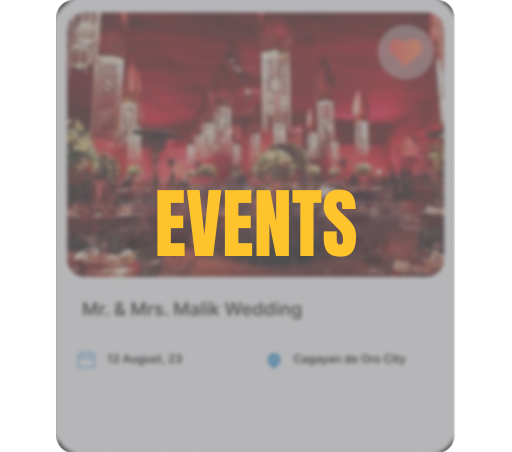 EVENTS
Mr. & Mrs. Malik Wedding
12 August, 23
Cagayan de Oro City